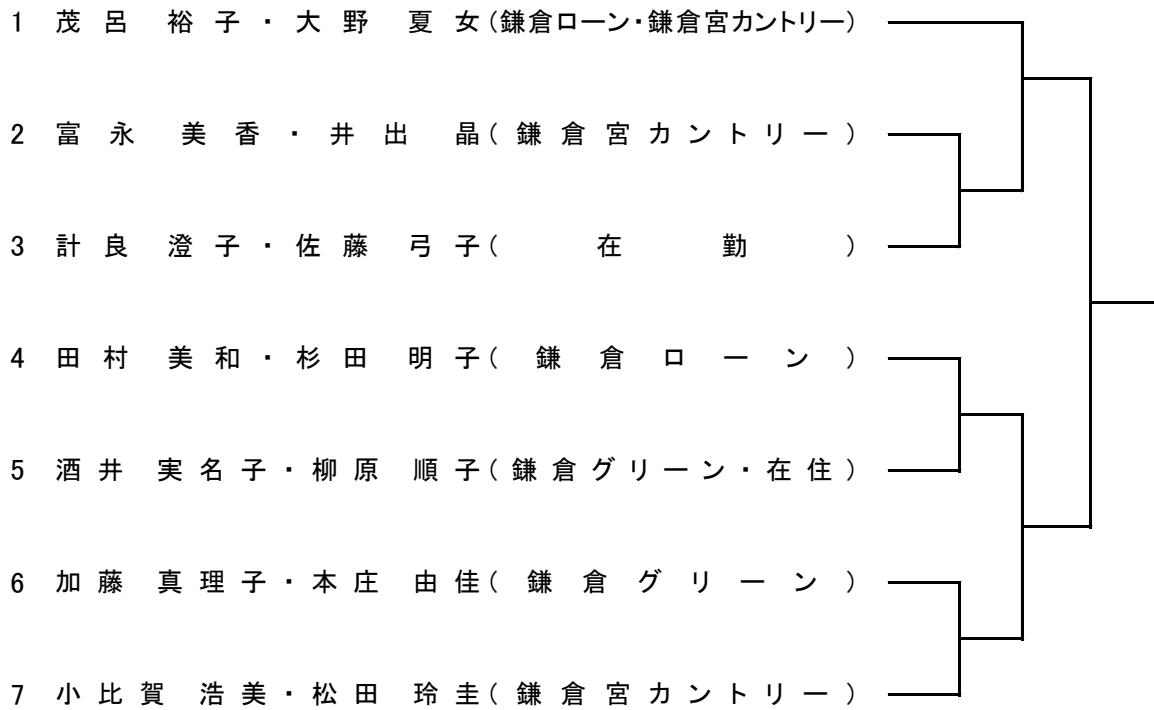 1 茂呂 裕子・大野 夏女(鎌倉ローン・鎌倉宮カントリー)
2 富永 美香・井出 晶(鎌倉宮カントリー)
3 計良 澄子・佐藤 弓子(在勤)
4 田村 美和・杉田 明子(鎌倉ローン)
5 酒井 実名子・柳原 順子(鎌倉グリーン・在住)
6 加藤 真理子・本庄 由佳(鎌倉グリーン)
7 小比賀 浩美・松田 玲圭(鎌倉宮カントリー)